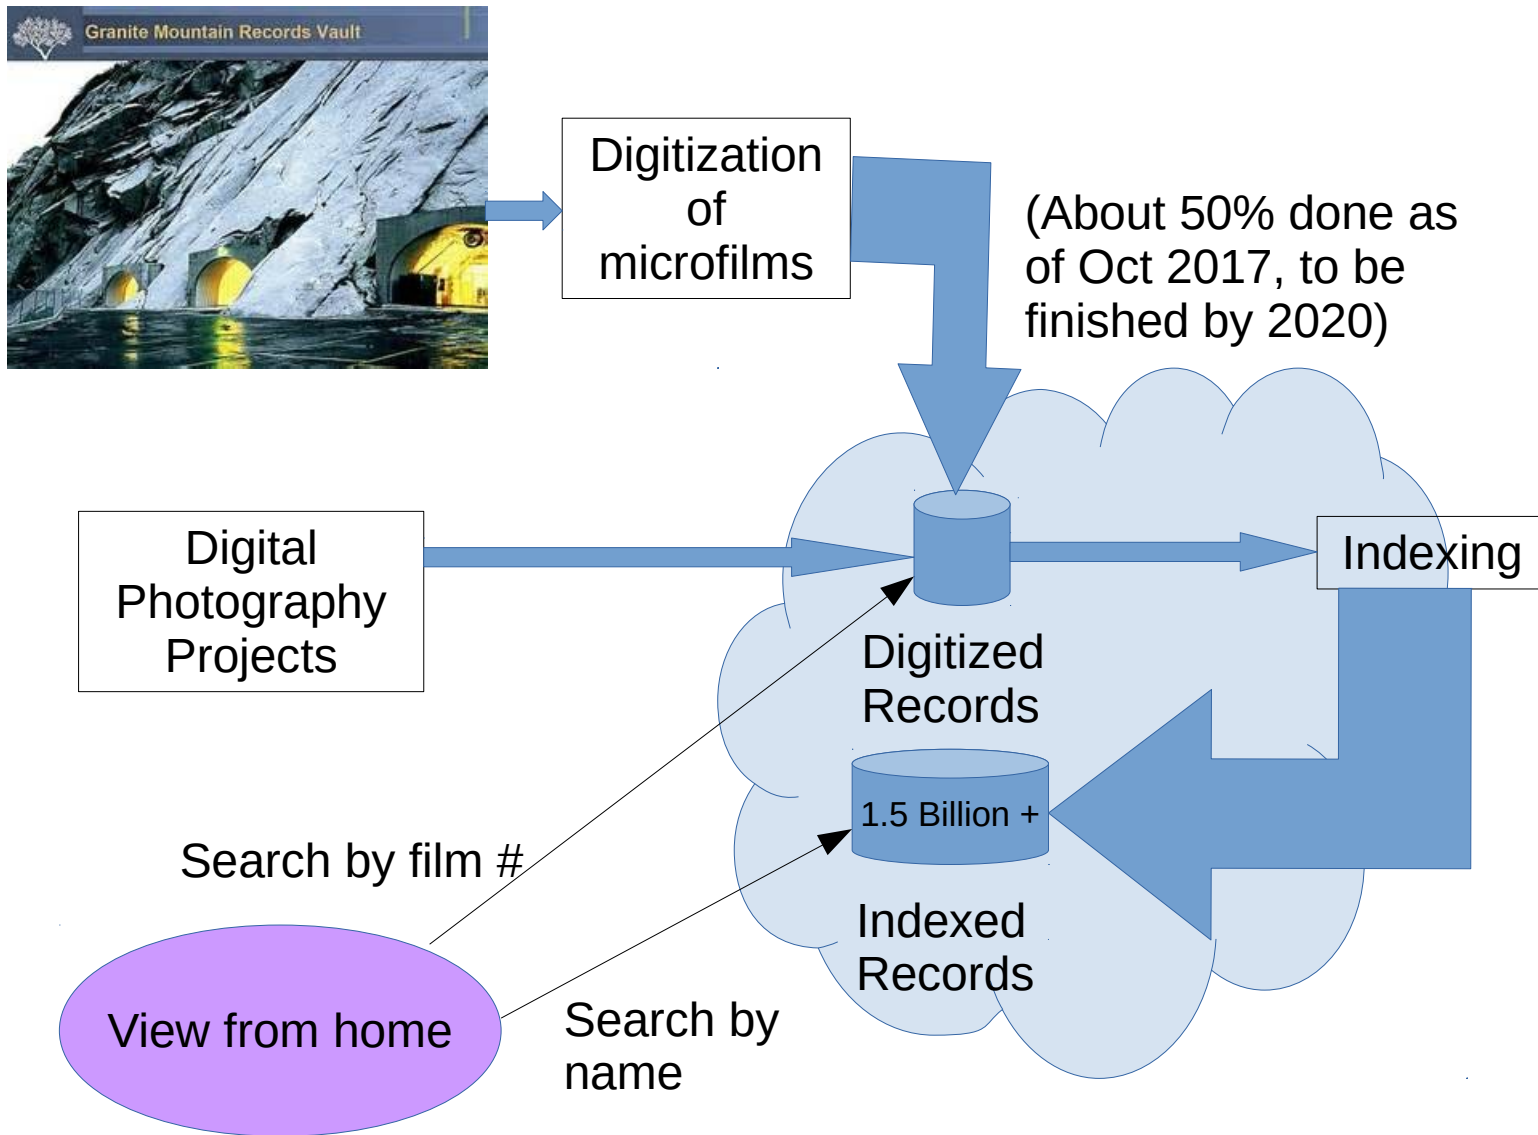 Granite Mountain Records Vault
Digitization
of
microfilms
(About 50% done as
of Oct 2017, to be
finished by 2020)
Digital
Photography
Projects
Indexing
Digitized
Records
1.5 Billion +
Search by film #
Indexed
Records
View from home
Search by
name